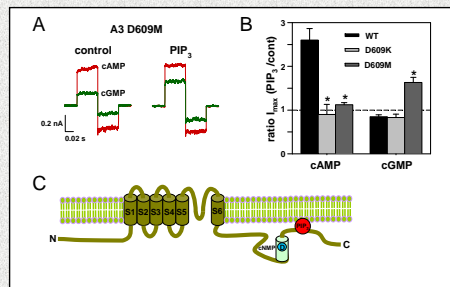 A
A3 D609M
control
PIP3
cAMP
cGMP
0.2 nA
0.02 s
B
ratio Imax (PIP3 /cont)
3
2
1
0
WT
D609K
D609M
*
*
*
cAMP
cGMP
C
S1
S2
S3
S4
S5
S6
N
cNMP
D
PIP
C